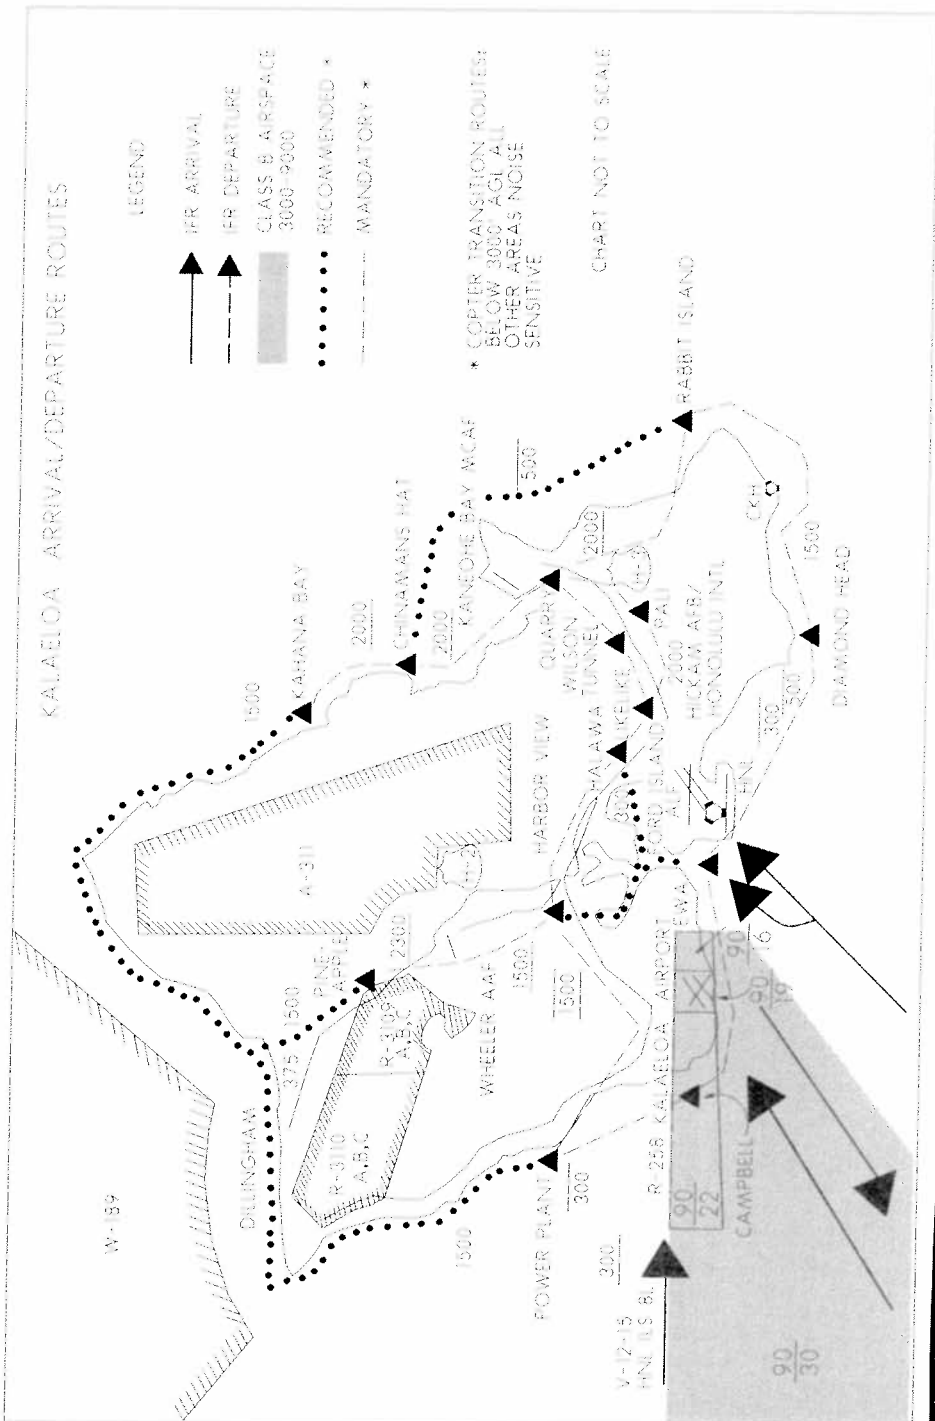 KALAELOA ARRIVAL/DEPARTURE ROUTES
LEGEND
IFR ARRIVAL
IFR DEPARTURE
CLASS B AIRSPACE
3000-9000
RECOMMENDED *
MANDATORY *
* COPTER TRANSITION ROUTES:
BELOW 3000' AGL ALL
OTHER AREAS NOISE
SENSITIVE
CHART NOT TO SCALE
W-189
DILLINGHAM
375
1500
PINE-
APPLE
2300
R-3109
A,B,C
R-3110
A,B,C
A-311
H-2
KAHANA BAY
1500
2000
CHINAMANS HAT
2000
KANEOHE BAY MCAF
500
RABBIT ISLAND
QUARRY
2000
H-3
WILSON
TUNNEL
HALAWA
LIKELIKE
PALI
2000
HICKAM AFB/
HONOLULU INTL
CKH
1500
DIAMOND HEAD
HARBOR VIEW
300
FORD ISLAND
ALF
HNL
300
500
WHEELER AAF
1500
1500
EWA
POWER PLANT
300
1500
R 258 KALAELOA AIRPORT
90
16
90
19
90
22
CAMPBELL
V-12-15
300
90
30